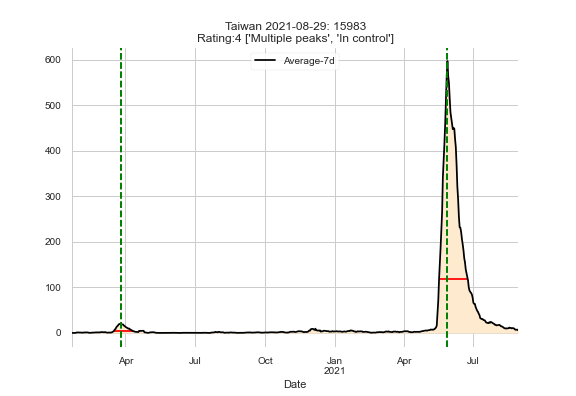 Taiwan 2021-08-29: 15983
Rating:4 ['Multiple peaks', 'In control']
Average-7d
600
500
400
300
200
100
0
Apr
Jul
Oct
Jan
2021
Apr
Jul
Date